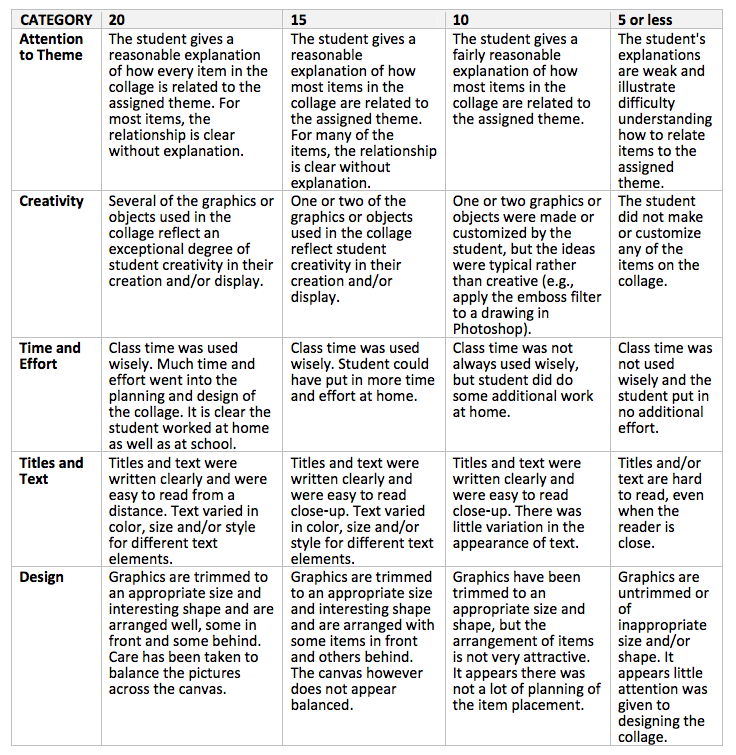 CATEGORY 20 15 10 5 or less
Attention
to Theme
The student gives a
reasonable explanation
of how every item in the
collage is related to the
assigned theme. For
most items, the
relationship is clear
without explanation.
The student gives a
reasonable
explanation of how
most items in the
collage are related to
the assigned theme.
For many of the
items, the relationship
is clear without
explanation.
The student gives a
fairly reasonable
explanation of how
most items in the
collage are related to
the assigned theme.
The student's
explanations
are weak and
illustrate
difficulty
understanding
how to relate
items to the
assigned
theme.
Creativity
Several of the graphics or
objects used in the
collage reflect an
exceptional degree of
student creativity in their
creation and/or display.
One or two of the
graphics or objects
used in the collage
reflect student
creativity in their
creation and/or
display.
One or two graphics or
objects were made or
customized by the
student, but the ideas
were typical rather
than creative (e.g.,
apply the emboss filter
to a drawing in
Photoshop).
The student
did not make
or customize
any of the
items on the
collage.
Time and
Effort
Class time was used
wisely. Much time and
effort went into the
planning and design of
the collage. It is clear the
student worked at home
as well as at school.
Class time was used
wisely. Student could
have put in more time
and effort at home.
Class time was not
always used wisely,
but student did do
some additional work
at home.
Class time was
not used
wisely and the
student put in
no additional
effort.
Titles and
Text
Titles and text were
written clearly and were
easy to read from a
distance. Text varied in
color, size and/or style
for different text
elements.
Titles and text were
written clearly and
were easy to read
close-up. Text varied
in color, size and/or
style for different text
elements.
Titles and text were
written clearly and
were easy to read
close-up. There was
little variation in the
appearance of text.
Titles and/or
text are hard
to read, even
when the
reader is
close.
Design
Graphics are trimmed to
an appropriate size and
interesting shape and are
arranged well, some in
front and some behind.
Care has been taken to
balance the pictures
across the canvas.
Graphics are trimmed
to an appropriate size
and interesting shape
and are arranged with
some items in front
and others behind.
The canvas however
does not appear
balanced.
Graphics have been
trimmed to an
appropriate size and
shape, but the
arrangement of items
is not very attractive.
It appears there was
not a lot of planning of
the item placement.
Graphics are
untrimmed or
of
inappropriate
size and/or
shape. It
appears little
attention was
given to
designing the
collage.